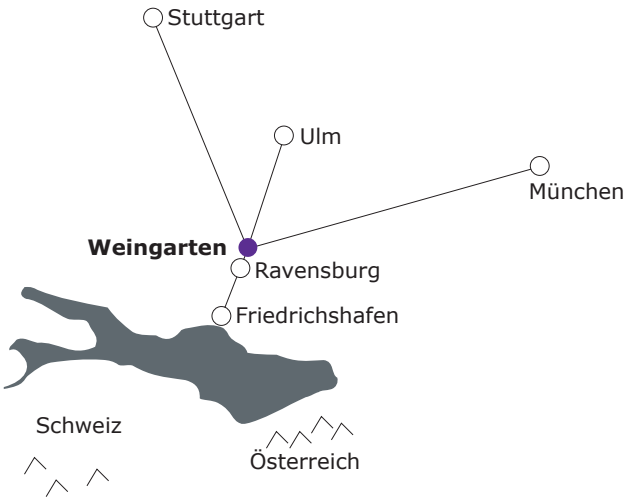 Stuttgart
Ulm
München
Weingarten
Ravensburg
Friedrichshafen
Schweiz
Österreich